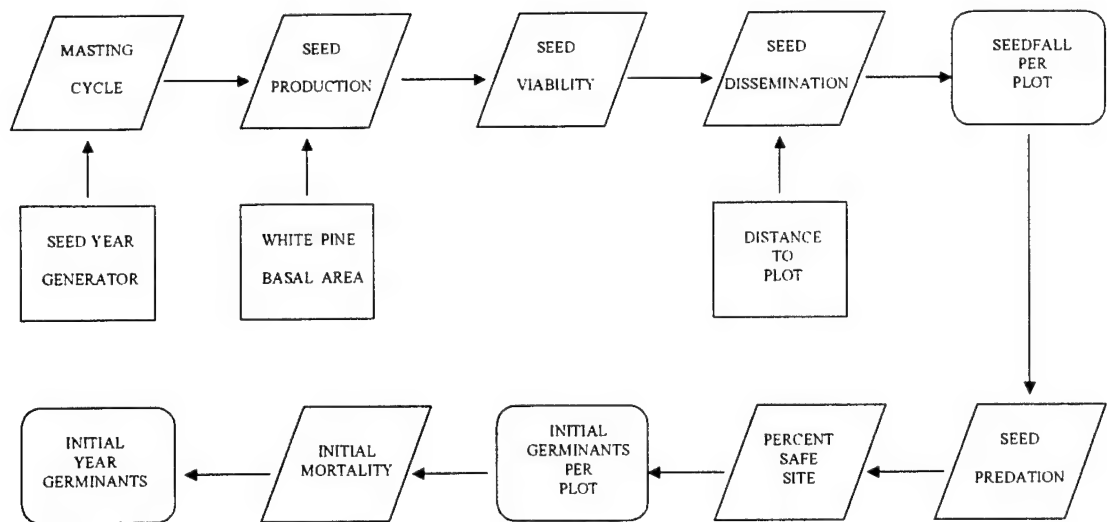 MASTING
CYCLE
SEED
PRODUCTION
SEED
VIABILITY
SEED
DISSEMINATION
SEEDFALL
PER
PLOT
SEED YEAR
GENERATOR
WHITE PINE
BASAL AREA
DISTANCE
TO
PLOT
INITIAL
YEAR
GERMINANTS
INITIAL
MORTALITY
INITIAL
GERMINANTS
PER
PLOT
PERCENT
SAFE
SITE
SEED
PREDATION